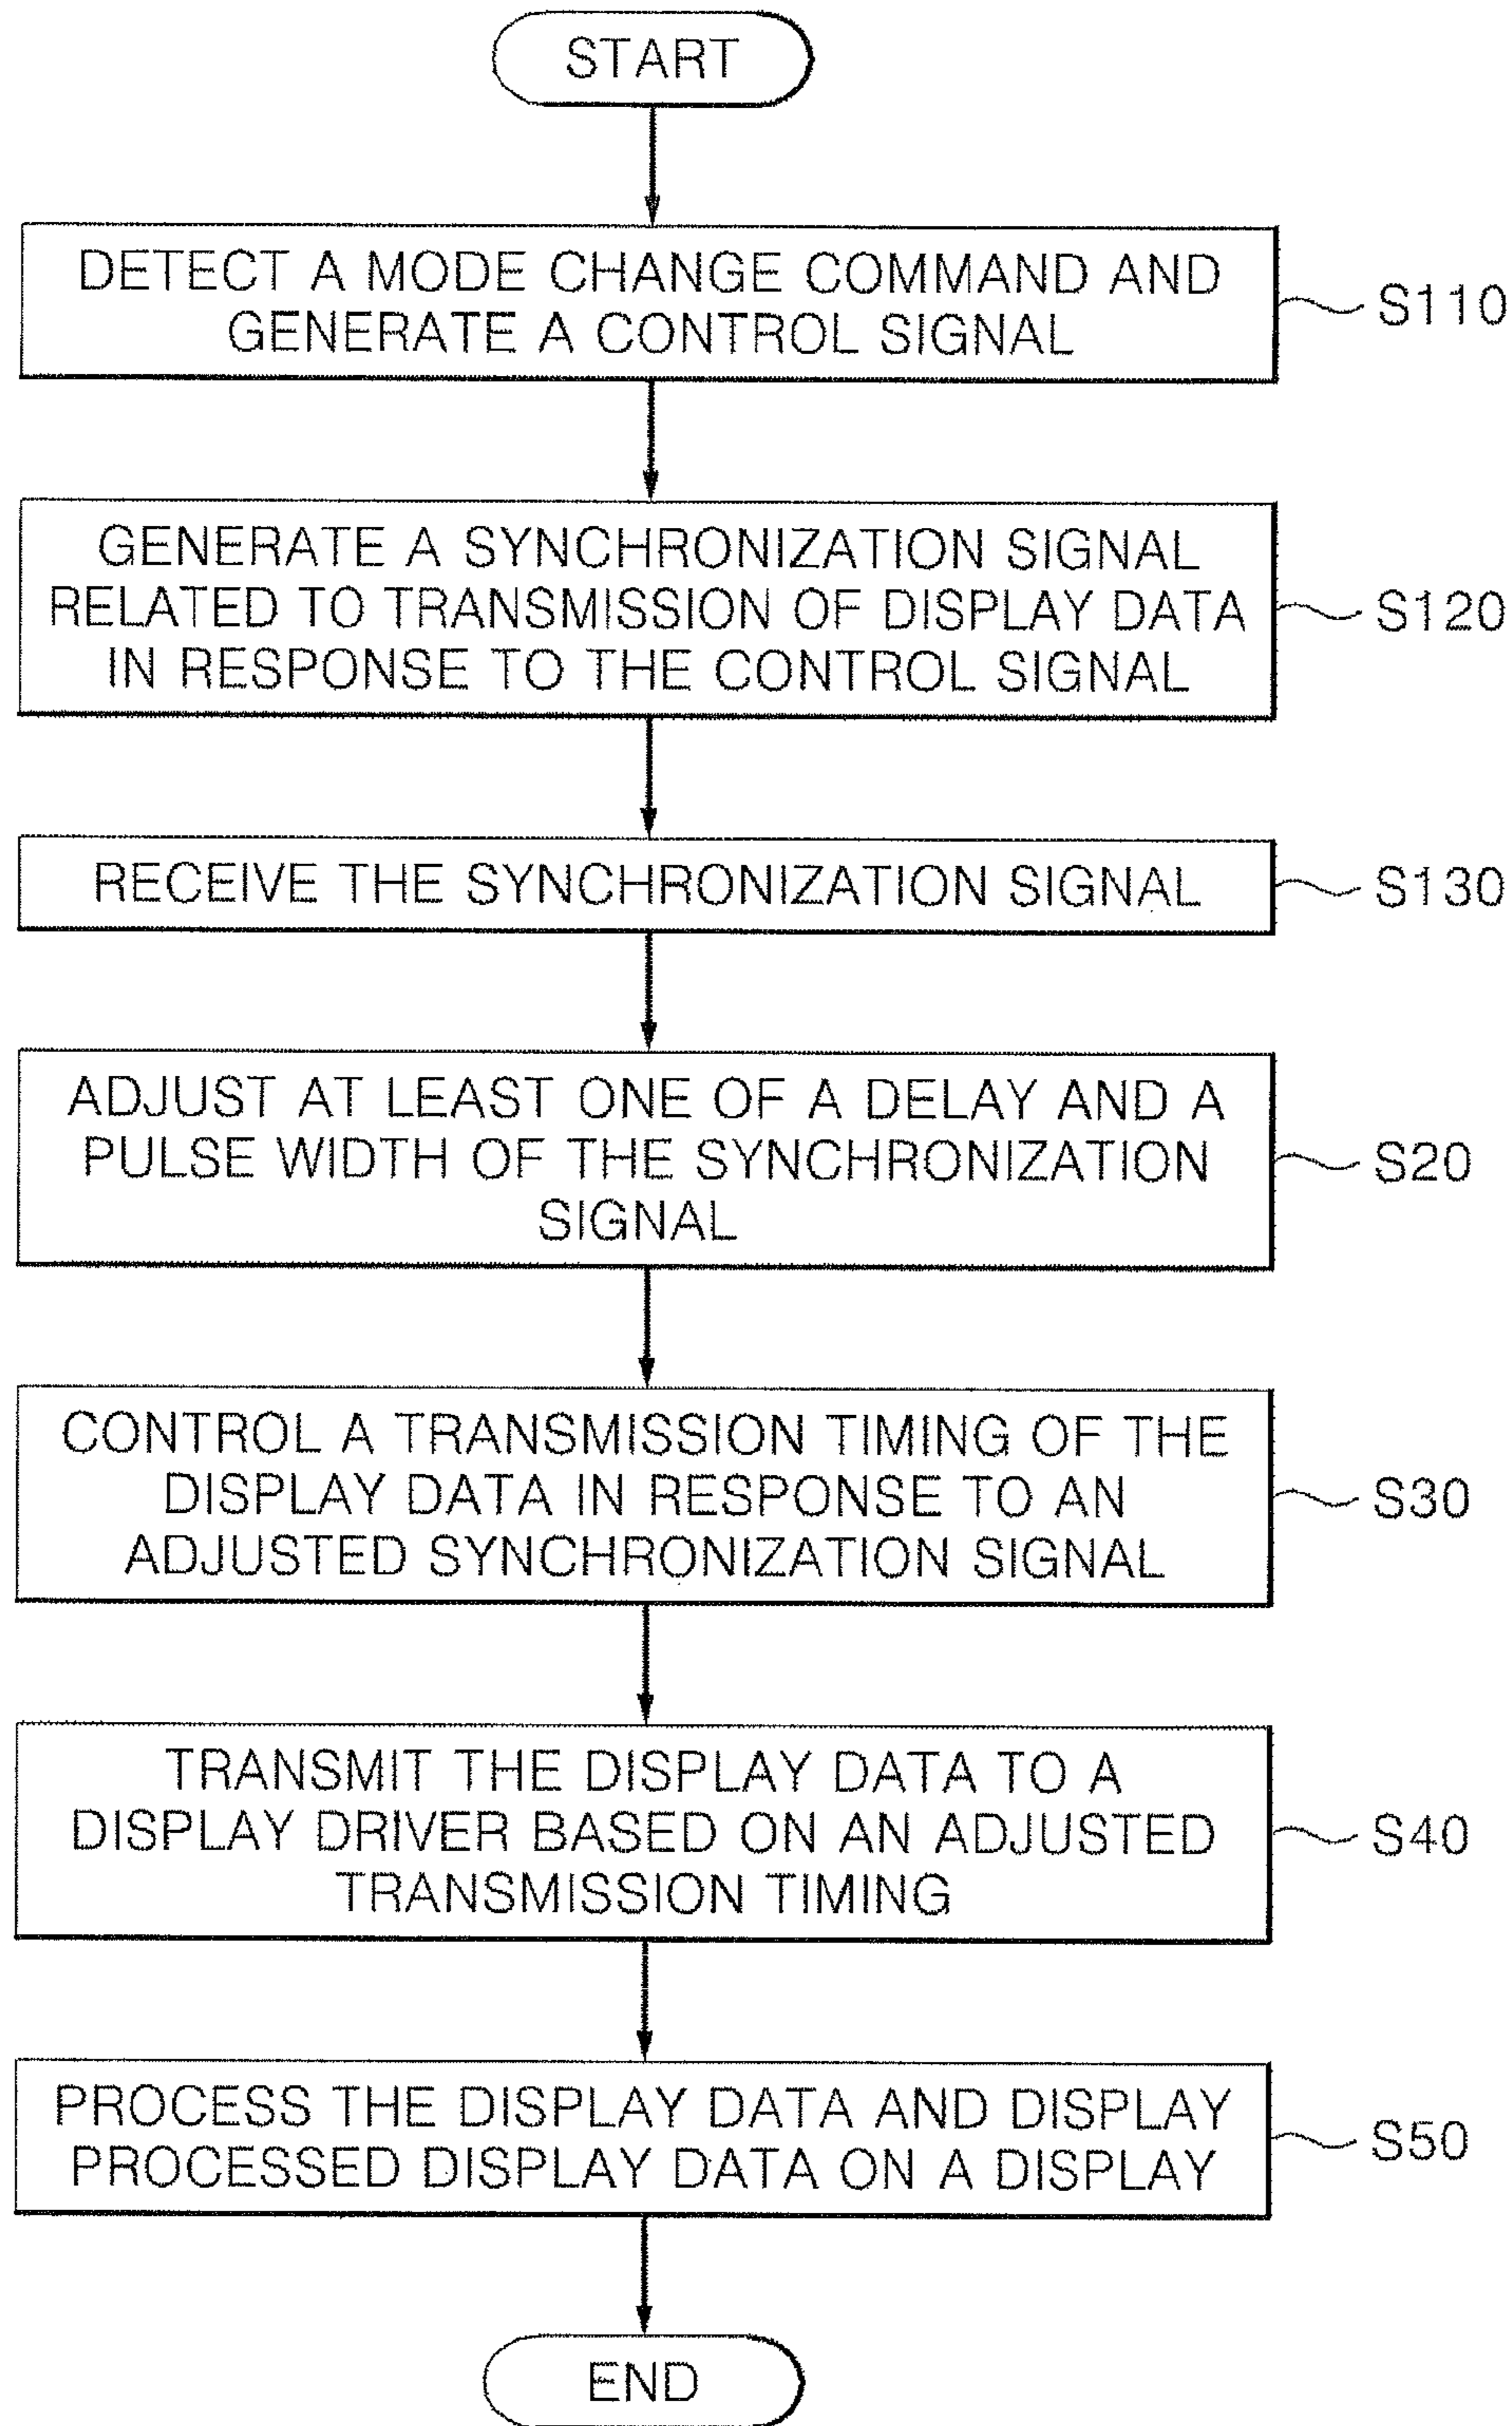 START
DETECT A MODE CHANGE COMMAND AND
GENERATE A CONTROL SIGNAL
S110
GENERATE A SYNCHRONIZATION SIGNAL
RELATED TO TRANSMISSION OF DISPLAY DATA
IN RESPONSE TO THE CONTROL SIGNAL
S120
RECEIVE THE SYNCHRONIZATION SIGNAL
S130
ADJUST AT LEAST ONE OF A DELAY AND A
PULSE WIDTH OF THE SYNCHRONIZATION
SIGNAL
S20
CONTROL A TRANSMISSION TIMING OF THE
DISPLAY DATA IN RESPONSE TO AN
ADJUSTED SYNCHRONIZATION SIGNAL
S30
TRANSMIT THE DISPLAY DATA TO A
DISPLAY DRIVER BASED ON AN ADJUSTED
TRANSMISSION TIMING
S40
PROCESS THE DISPLAY DATA AND DISPLAY
PROCESSED DISPLAY DATA ON A DISPLAY
S50
END